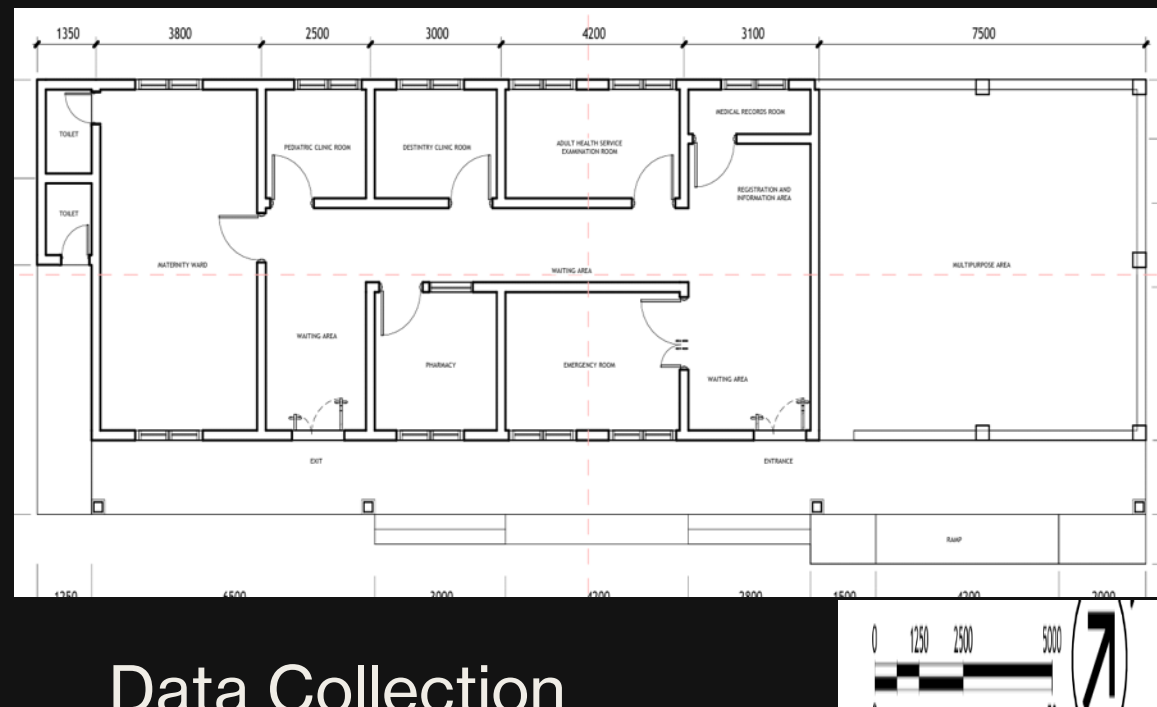 1350 3800 2500 3000 4200 3100 7500
MEDICAL RECORDS ROOM
TOILET
PEDIATRIC CLINIC ROOM
DESTINTRY CLINIC ROOM
ADULT HEALTH SERVICE
EXAMINATION ROOM
REGISTRATION AND
INFORMATION AREA
TOILET
MATERNITY WARD
WAITING AREA
MULTIPURPOSE AREA
WAITING AREA
PHARMACY
EMERGENCY ROOM
WAITING AREA
EXIT
ENTRANCE
RAMP
1250 6500 3000 4200 2800 1500 4200 2000
0 1250 2500 5000
Data Collection